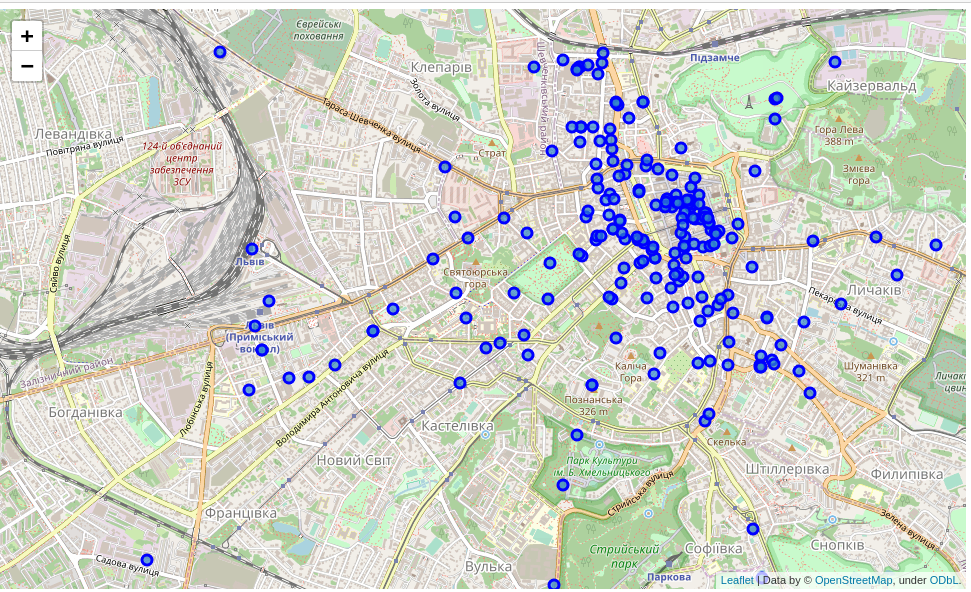 +
−
Єврейські
поховання
Клепарів
Підзамче
Кайзервальд
Золота вулиця
Шевченківський район
Тараса Шевченка вулиця
Левандівка
Повітряна вулиця
124-й об'єднаний
центр
забезпечення
ЗСУ
Страт
Гора Лева
388 m
Змієва
гора
Сяйво вулиця
Львів
Святоюрська
гора
Личаків
Пекарська вулиця
Львів
(Приміський
вокзал)
Залізничний район
Любінська вулиця
Володимира Антоновича вулиця
Каліча
Гора
Шуманівка
321 m
Познанська
326 m
Богданівка
Кастелівка
Скелька
Новий Світ
Парк Культури
ім. Б. Хмельницького
Штіллерівка
Филипівка
Стрийська вулиця
Францівка
Зелена вулиця
Садова вулиця
Вулька
Стрийський
парк
Софіївка
Снопків
Паркова
Leaflet | Data by © OpenStreetMap, under ODbL.